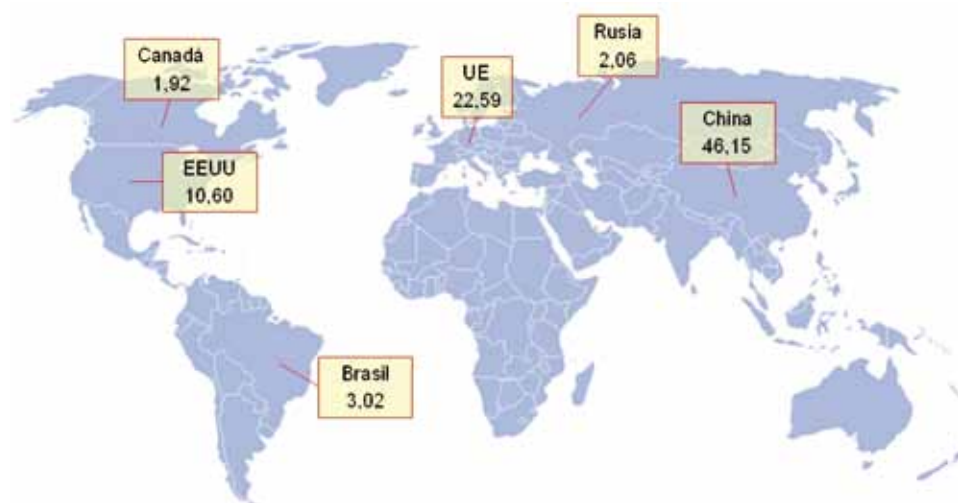 Canadá
1,92
EEUU
10,60
UE
22,59
Rusia
2,06
China
46,15
Brasil
3,02